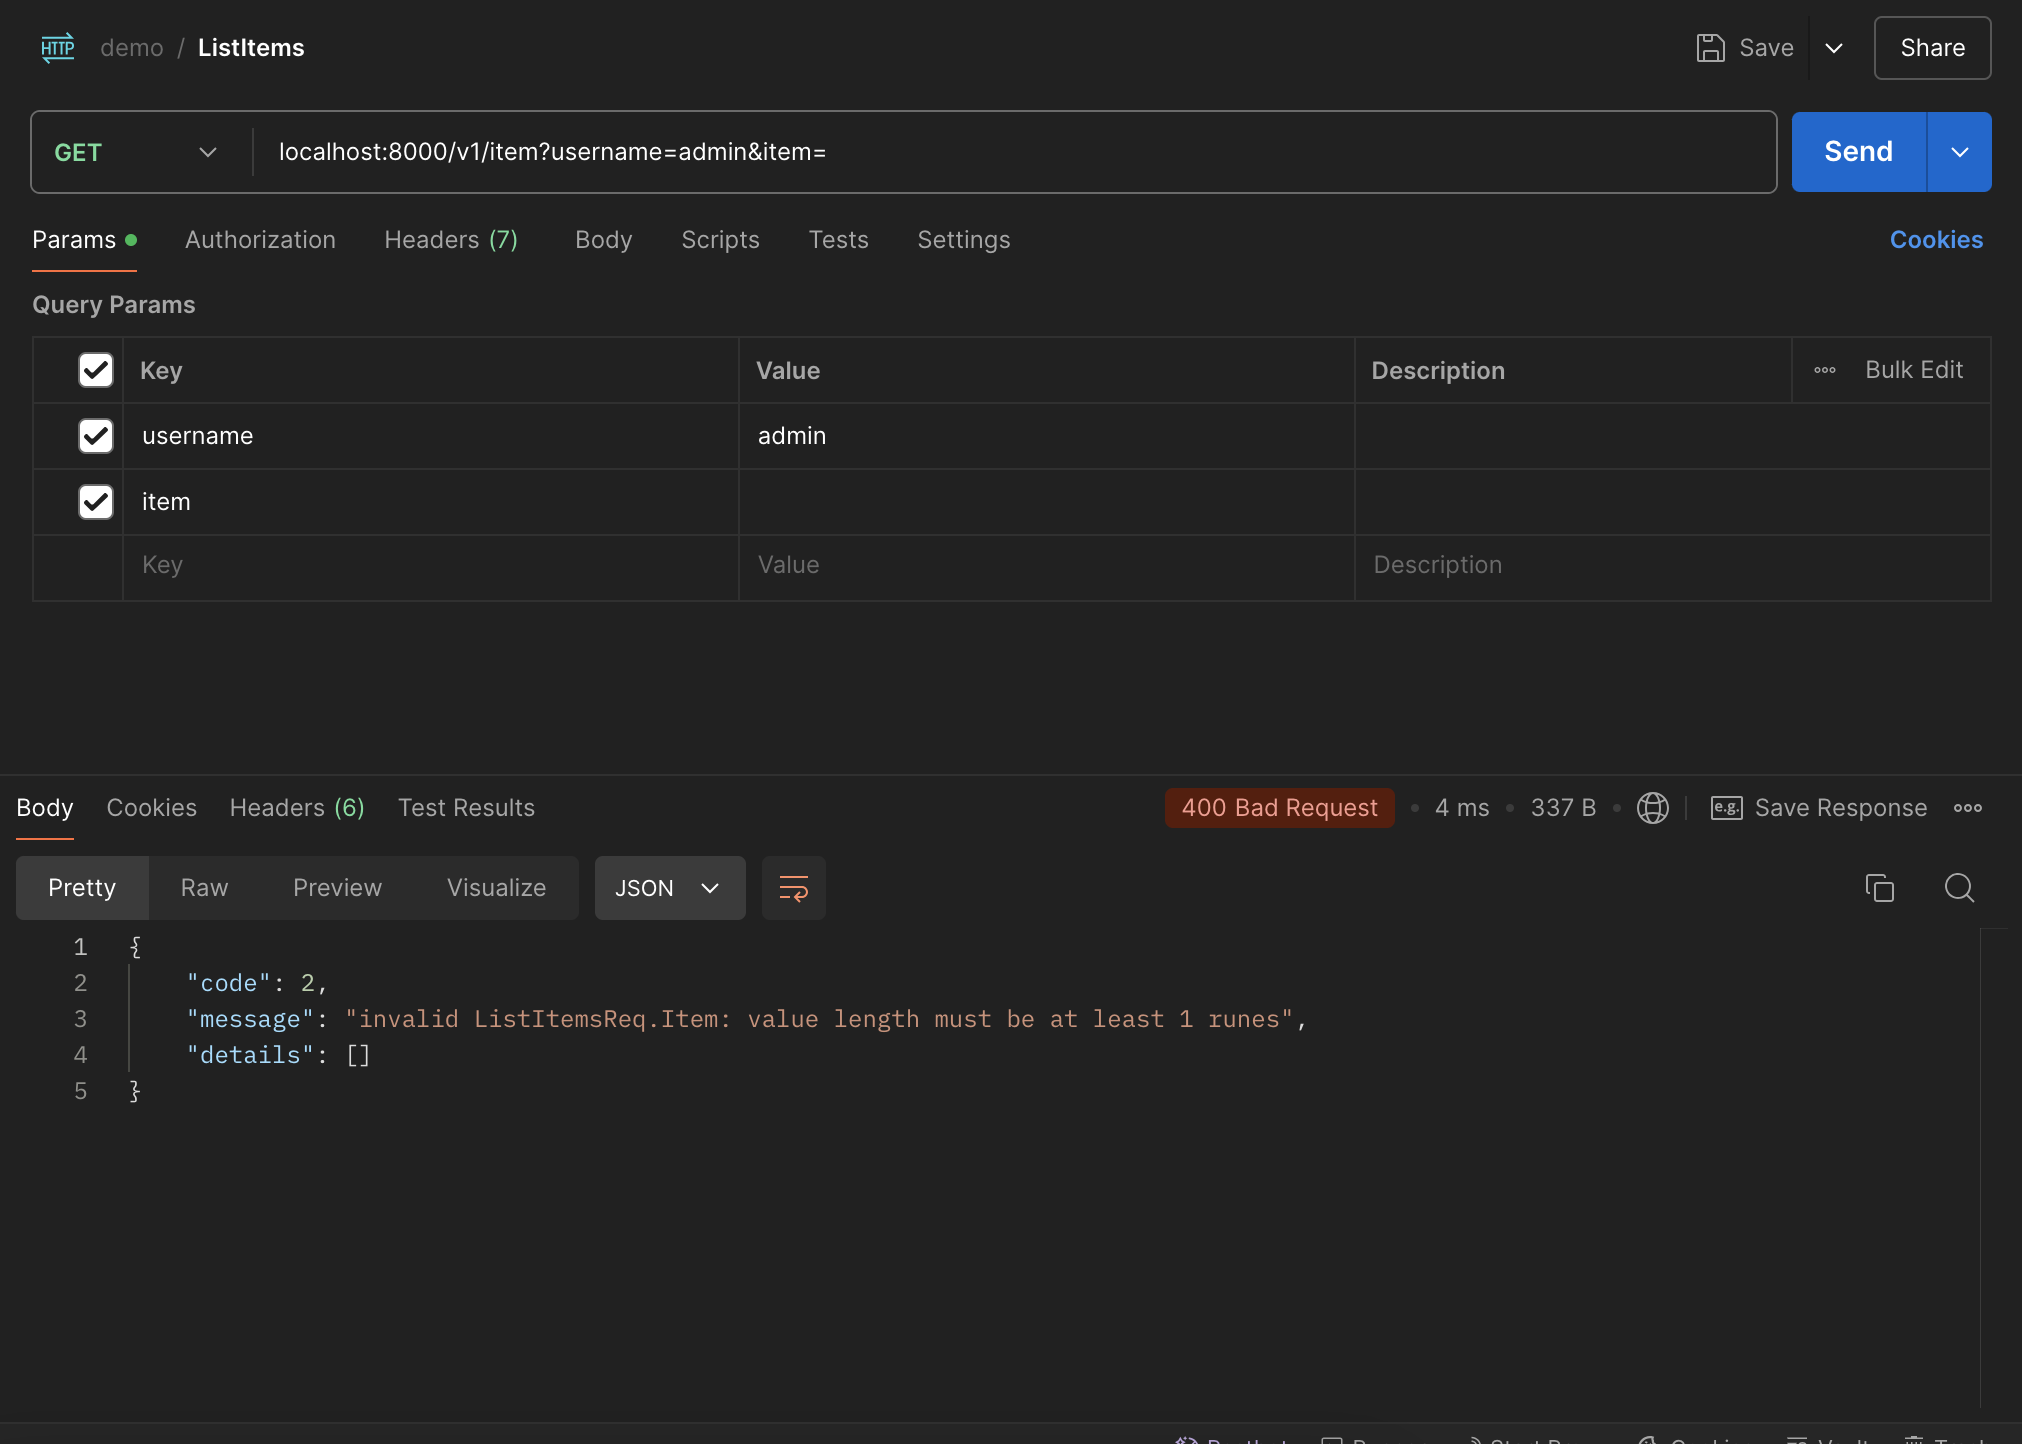 HTTP demo / ListItems Save Share
GET localhost:8000/v1/item?username=admin&item= Send
Params Authorization Headers (7) Body Scripts Tests Settings Cookies
Query Params
Key Value Description Bulk Edit
username admin
item
Key Value Description
Body Cookies Headers (6) Test Results 400 Bad Request 4 ms 337 B e.g. Save Response
Pretty Raw Preview Visualize JSON
1 {
2 "code": 2,
3 "message": "invalid ListItemsReq.Item: value length must be at least 1 runes",
4 "details": []
5 }